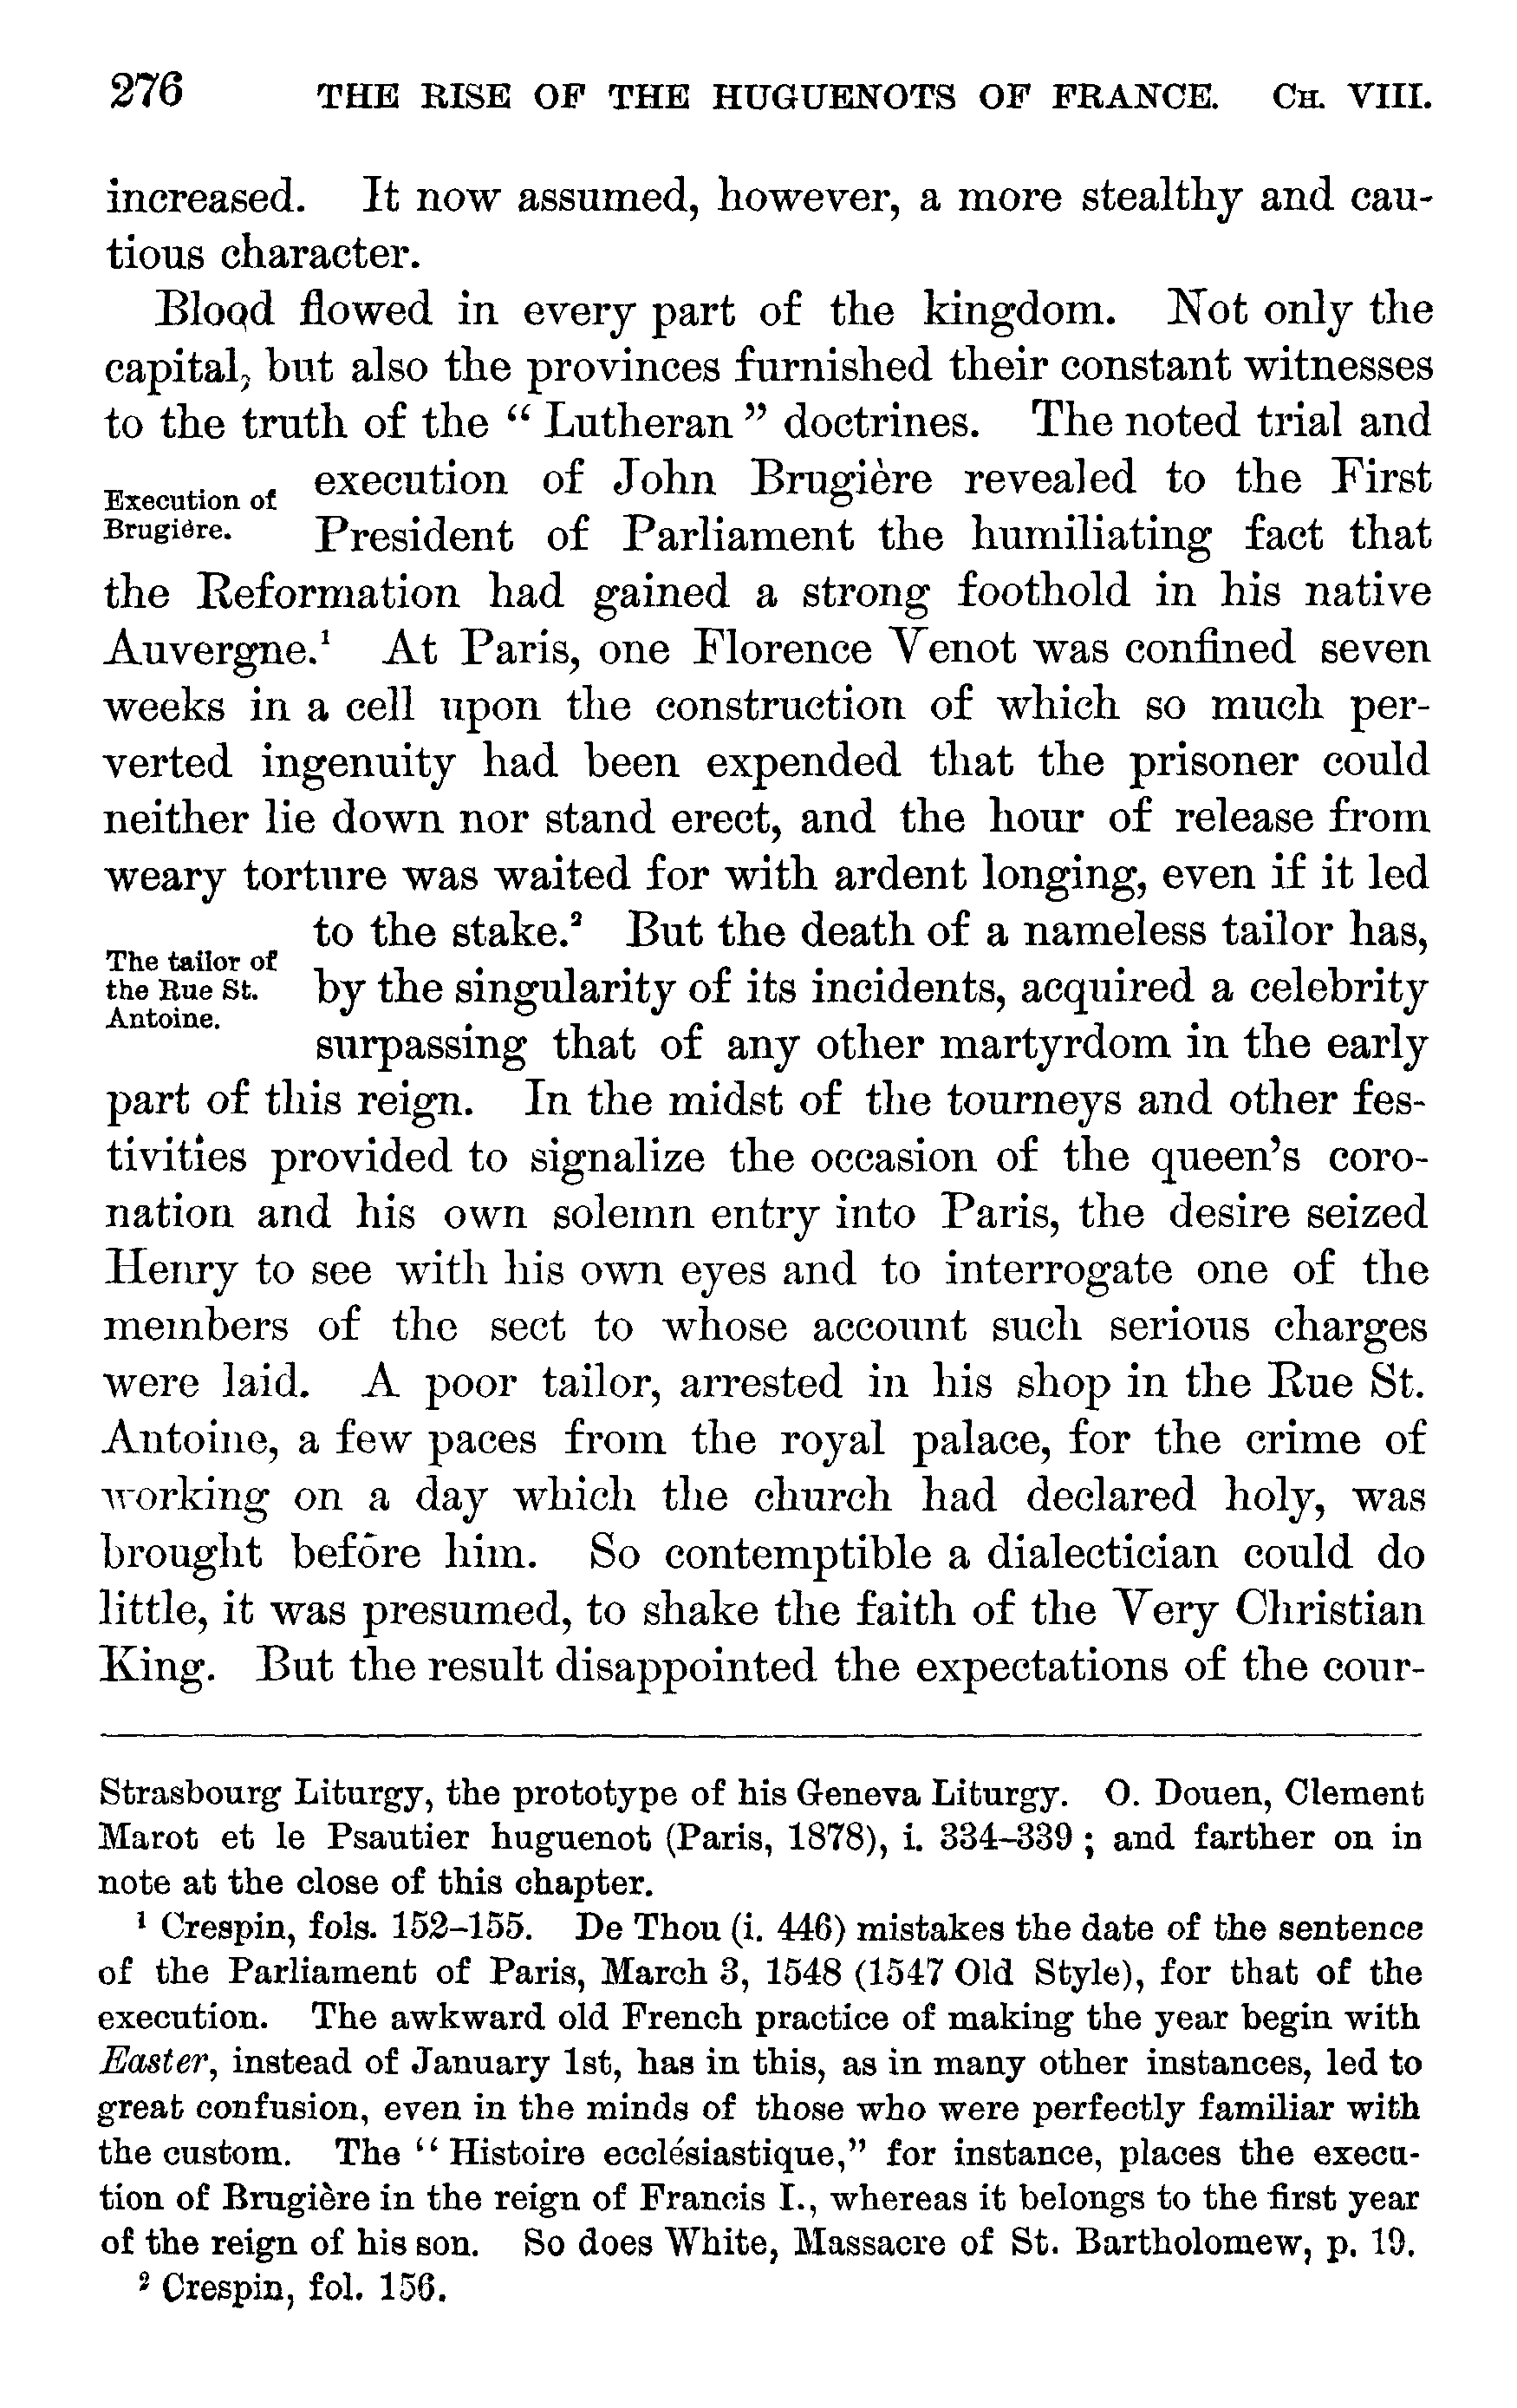 276 THE RISE OF THE HUGUENOTS OF FRANCE. CH. VIII.
increased. It now assumed, however, a more stealthy and cau-
tious character.
Blood flowed in every part of the kingdom. Not only the
capital, but also the provinces furnished their constant witnesses
to the truth of the “ Lutheran ” doctrines. The noted trial and
Execution of
Brugière.
execution of John Brugière revealed to the First
President of Parliament the humiliating fact that
the Reformation had gained a strong foothold in his native
Auvergne.¹ At Paris, one Florence Venot was confined seven
weeks in a cell upon the construction of which so much per-
verted ingenuity had been expended that the prisoner could
neither lie down nor stand erect, and the hour of release from
weary torture was waited for with ardent longing, even if it led
The tailor of
the Rue St.
Antoine.
to the stake.² But the death of a nameless tailor has,
by the singularity of its incidents, acquired a celebrity
surpassing that of any other martyrdom in the early
part of this reign. In the midst of the tourneys and other fes-
tivities provided to signalize the occasion of the queen’s coro-
nation and his own solemn entry into Paris, the desire seized
Henry to see with his own eyes and to interrogate one of the
members of the sect to whose account such serious charges
were laid. A poor tailor, arrested in his shop in the Rue St.
Antoine, a few paces from the royal palace, for the crime of
working on a day which the church had declared holy, was
brought before him. So contemptible a dialectician could do
little, it was presumed, to shake the faith of the Very Christian
King. But the result disappointed the expectations of the cour-
Strasbourg Liturgy, the prototype of his Geneva Liturgy. O. Douen, Clement
Marot et le Psautier huguenot (Paris, 1878), i. 334–339 ; and farther on in
note at the close of this chapter.
¹ Crespin, fols. 152–155. De Thou (i. 446) mistakes the date of the sentence
of the Parliament of Paris, March 3, 1548 (1547 Old Style), for that of the
execution. The awkward old French practice of making the year begin with
Easter, instead of January 1st, has in this, as in many other instances, led to
great confusion, even in the minds of those who were perfectly familiar with
the custom. The “ Histoire ecclésiastique,” for instance, places the execu-
tion of Brugière in the reign of Francis I., whereas it belongs to the first year
of the reign of his son. So does White, Massacre of St. Bartholomew, p. 19.
² Crespin, fol. 156.